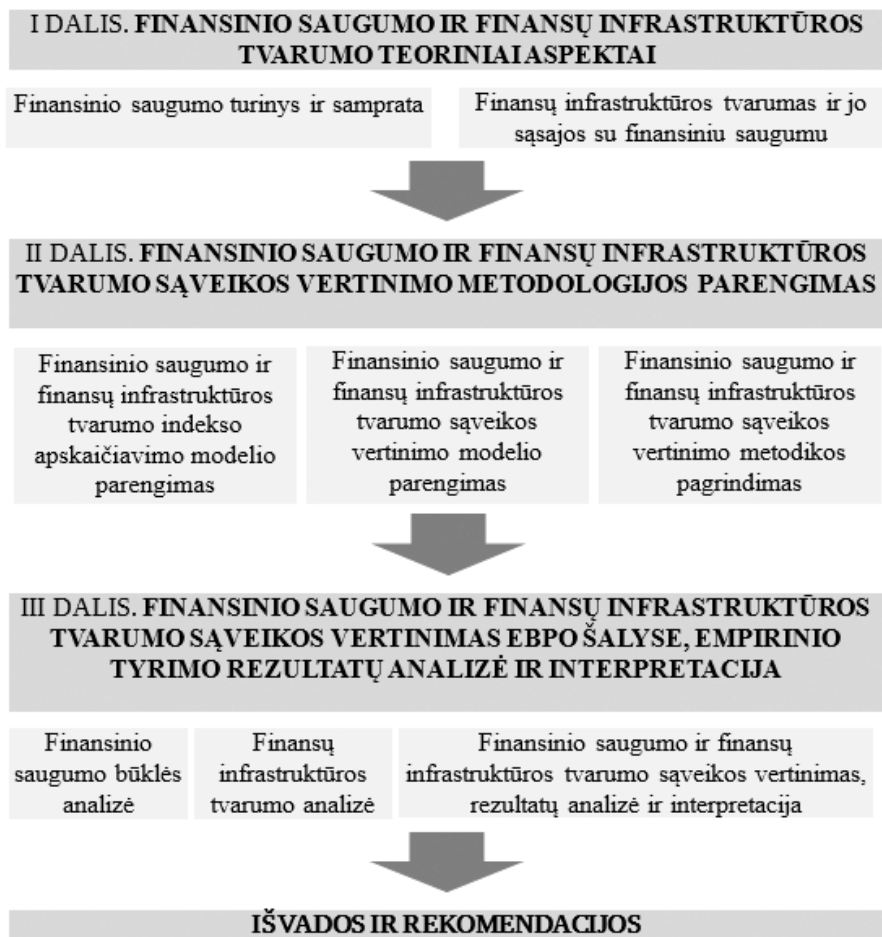 I DALIS. FINANSINIO SAUGUMO IR FINANSŲ INFRASTRUKTŪROS
TVARUMO TEORINIAI ASPEKTAI
Finansinio saugumo turinys ir samprata
Finansų infrastruktūros tvarumas ir jo
sąsajos su finansiniu saugumu
II DALIS. FINANSINIO SAUGUMO IR FINANSŲ INFRASTRUKTŪROS
TVARUMO SĄVEIKOS VERTINIMO METODOLOGIJOS PARENGIMAS
Finansinio saugumo ir
finansų infrastruktūros
tvarumo indekso
apskaičiavimo modelio
parengimas
Finansinio saugumo ir
finansų infrastruktūros
tvarumo sąveikos
vertinimo modelio
parengimas
Finansinio saugumo ir
finansų infrastruktūros
tvarumo sąveikos
vertinimo metodikos
pagrindimas
III DALIS. FINANSINIO SAUGUMO IR FINANSŲ INFRASTRUKTŪROS
TVARUMO SĄVEIKOS VERTINIMAS EBPO ŠALYSE, EMPIRINIO
TYRIMO REZULTATŲ ANALIZĖ IR INTERPRETACIJA
Finansinio
saugumo būklės
analizė
Finansų
infrastruktūros
tvarumo analizė
Finansinio saugumo ir finansų
infrastruktūros tvarumo sąveikos vertinimas,
rezultatų analizė ir interpretacija
IŠVADOS IR REKOMENDACIJOS